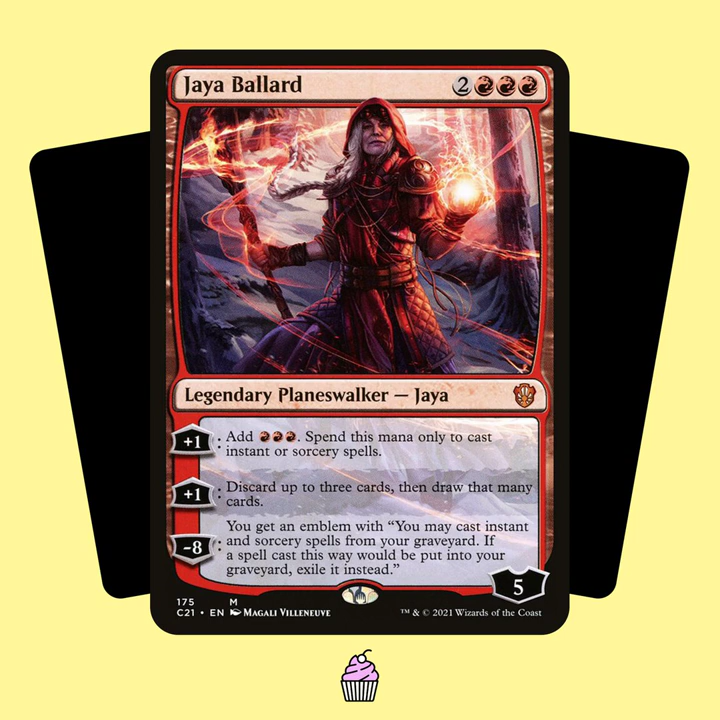 Jaya Ballard 2
Legendary Planeswalker — Jaya
+1 : Add . Spend this mana only to cast
instant or sorcery spells.
+1 : Discard up to three cards, then draw that many
cards.
You get an emblem with “You may cast instant
-8 : and sorcery spells from your graveyard. If
a spell cast this way would be put into your
graveyard, exile it instead.”
5
175 M
C21 • EN Magali Villeneuve ™ & © 2021 Wizards of the Coast